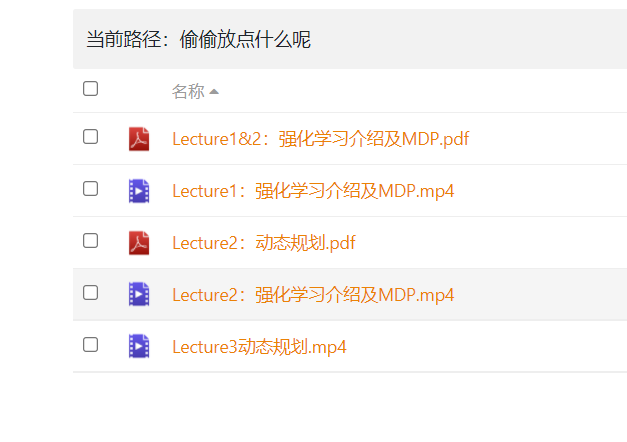 当前路径：偷偷放点什么呢
名称
Lecture1&2：强化学习介绍及MDP.pdf
Lecture1：强化学习介绍及MDP.mp4
Lecture2：动态规划.pdf
Lecture2：强化学习介绍及MDP.mp4
Lecture3动态规划.mp4